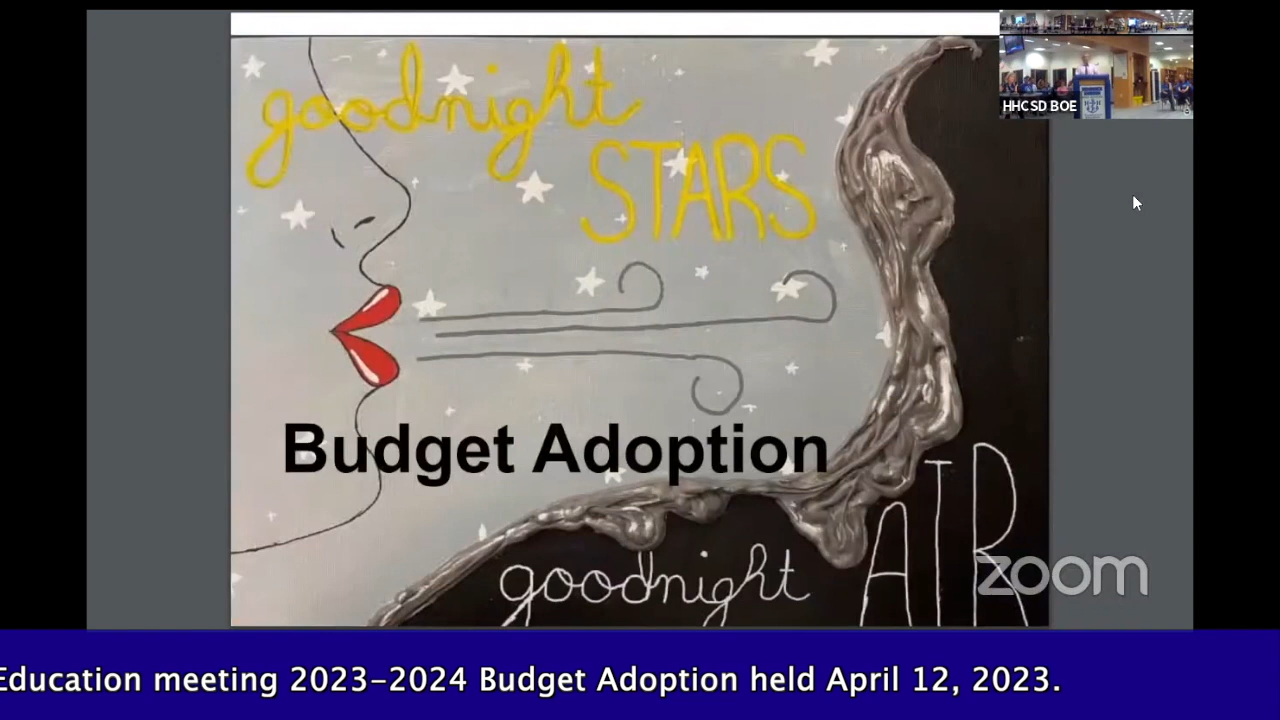 goodnight
STARS
HHCSD BOE
Budget Adoption
goodnight
AIR
zoom
Education meeting 2023-2024 Budget Adoption held April 12, 2023.